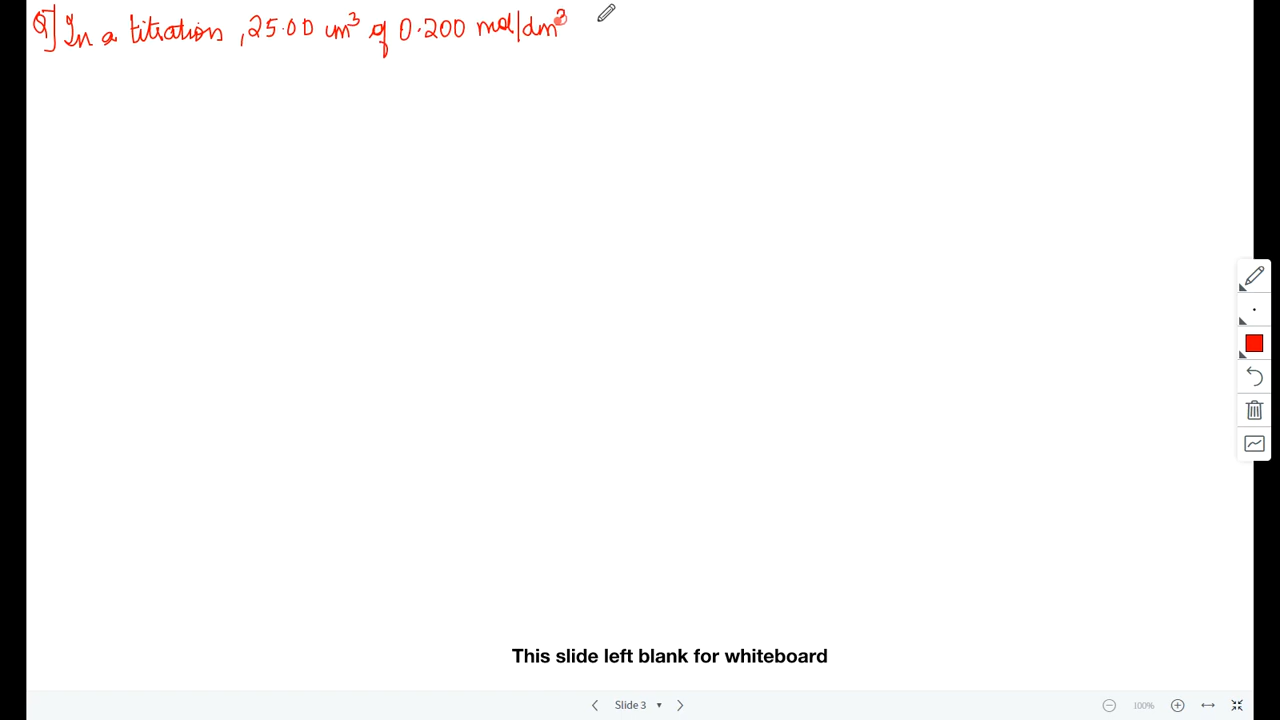 Q] In a titration, 25.00 cm³ of 0.200 mol/dm³
This slide left blank for whiteboard
Slide 3
100%